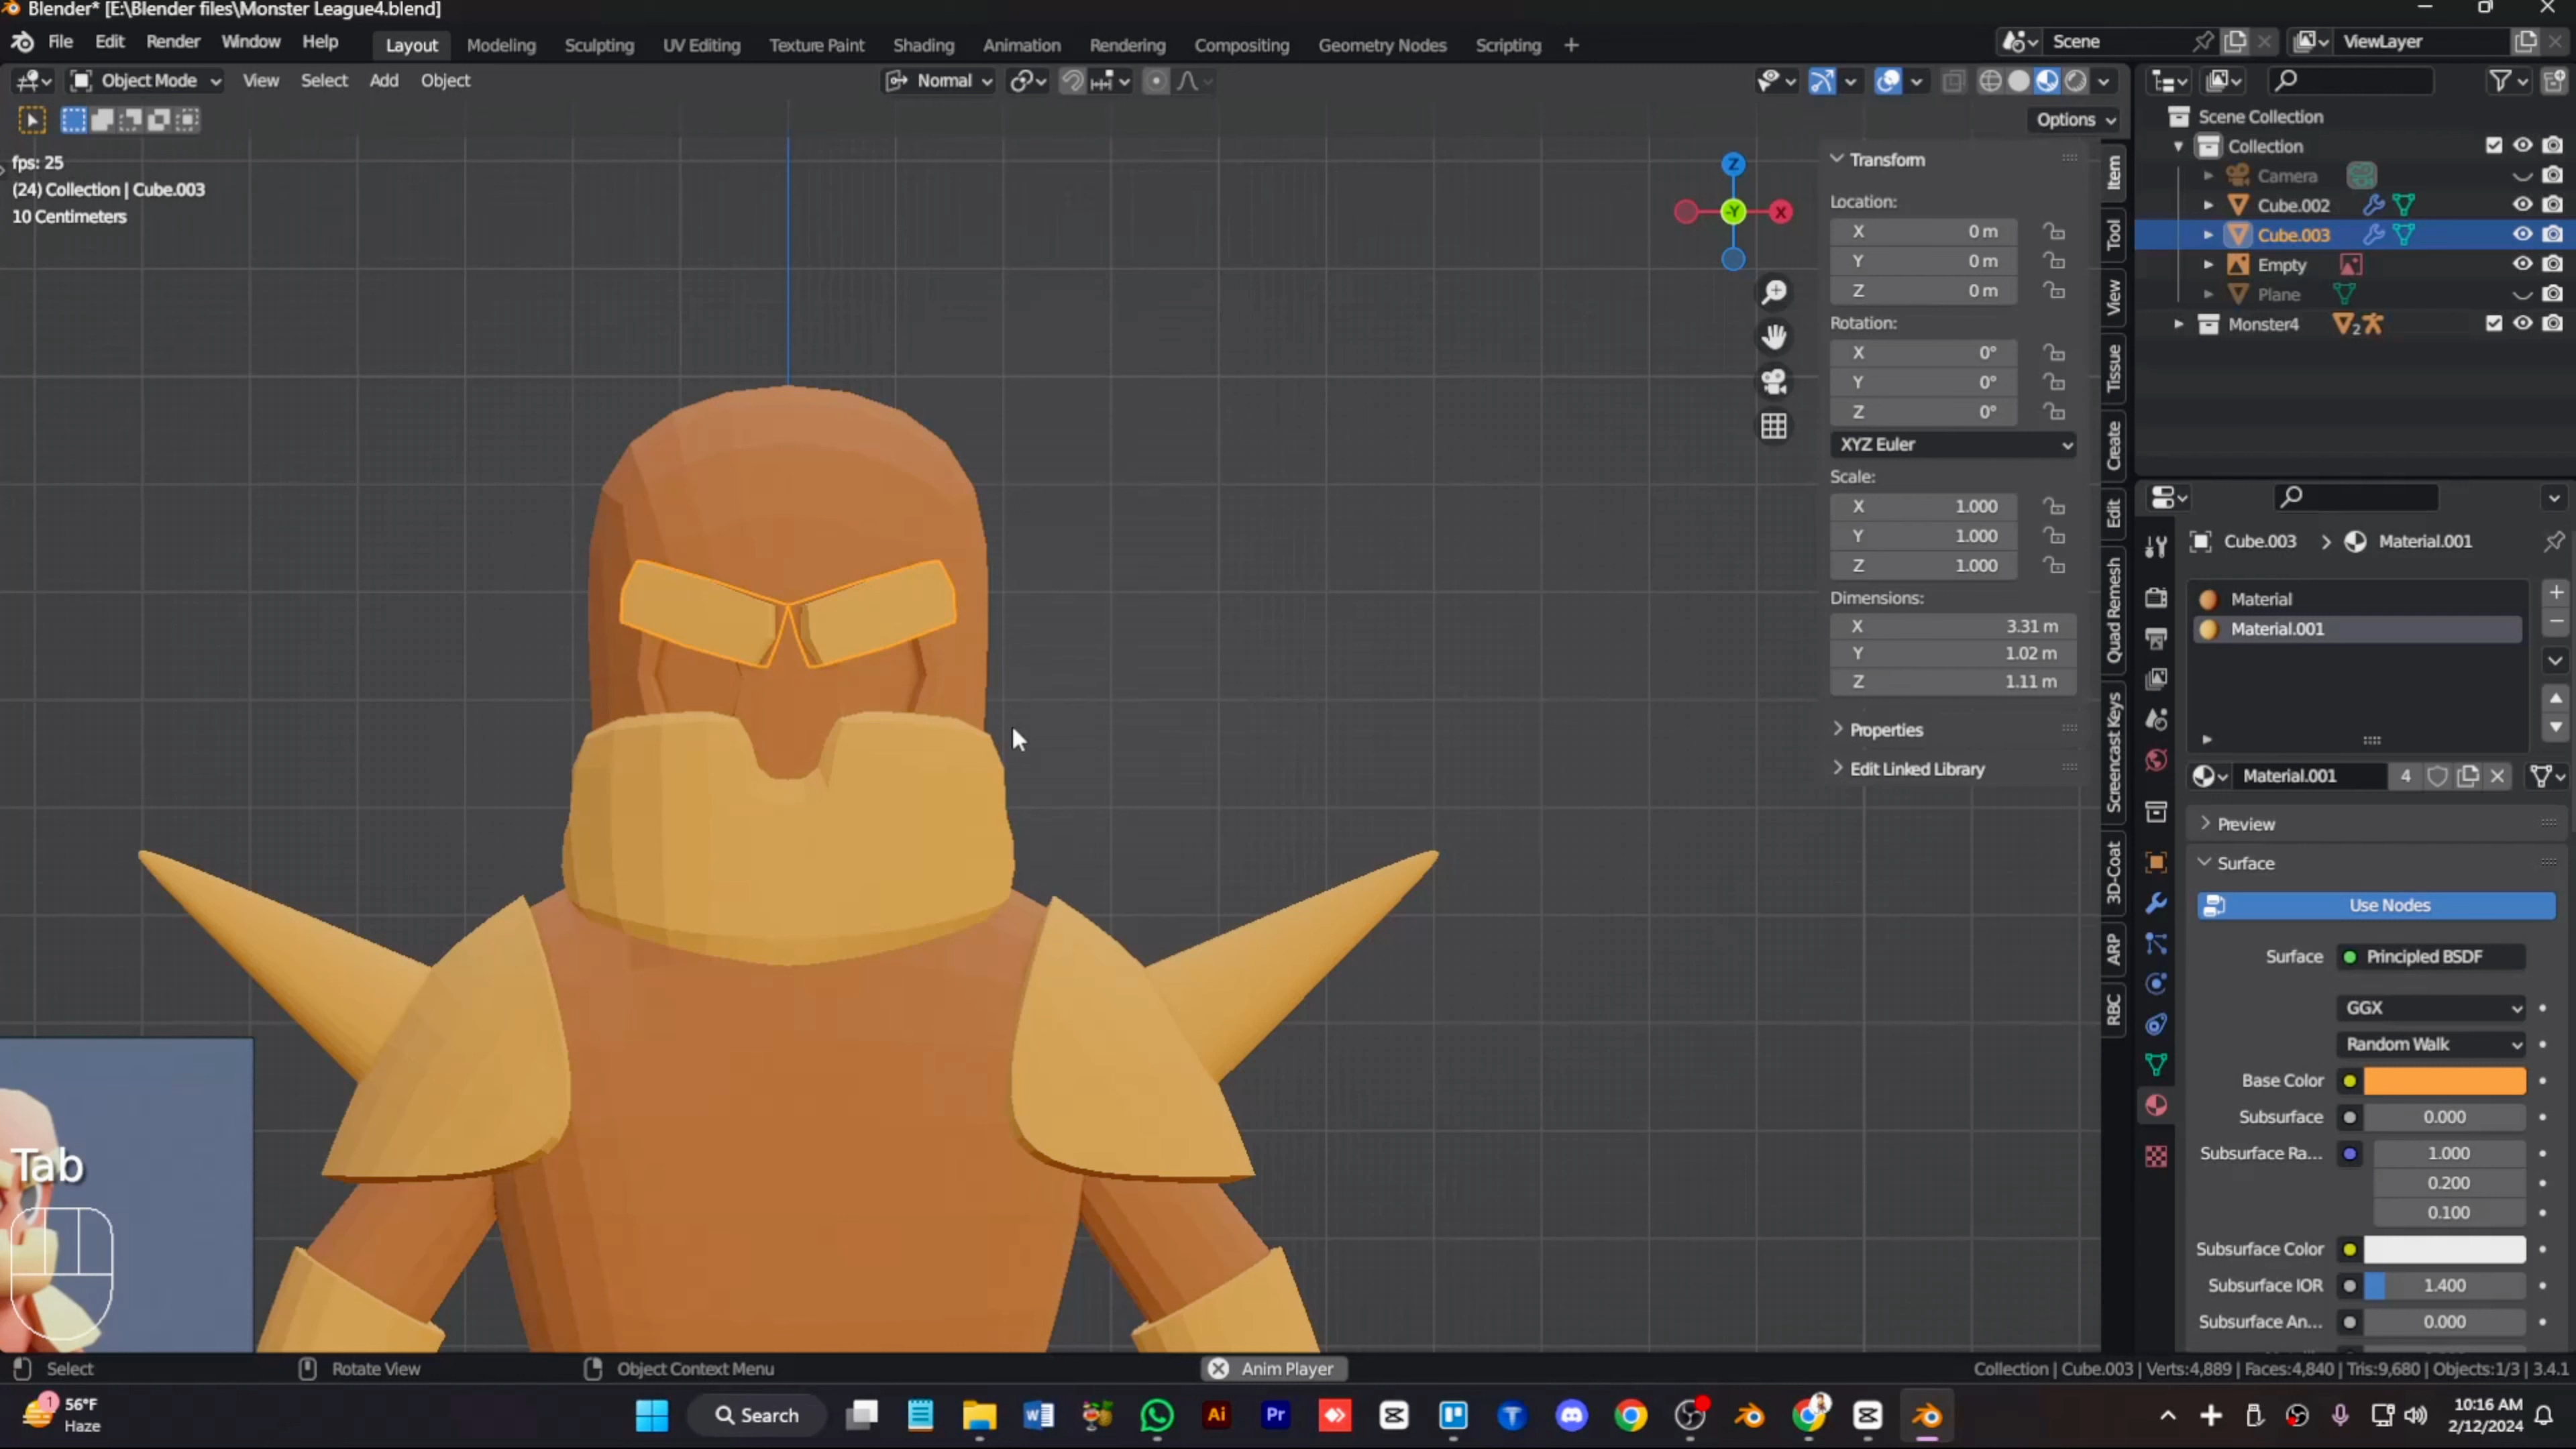 Blender* [E:\Blender files\Monster League4.blend]
File Edit Render Window Help Layout Modeling Sculpting UV Editing Texture Paint Shading Animation Rendering Compositing Geometry Nodes Scripting + Scene ViewLayer
Object Mode View Select Add Object Normal
Options
fps: 25
(24) Collection | Cube.003
10 Centimeters
Z
-Y
X
Transform
Location:
X 0 m
Y 0 m
Z 0 m
Rotation:
X 0°
Y 0°
Z 0°
XYZ Euler
Scale:
X 1.000
Y 1.000
Z 1.000
Dimensions:
X 3.31 m
Y 1.02 m
Z 1.11 m
Properties
Edit Linked Library
Item
Tool
View
Tissue
Create
Edit
Quad Remesh
Screencast Keys
3D-Coat
ARP
RBC
Scene Collection
Collection
Camera
Cube.002
Cube.003
Empty
Plane
Monster4 2
Cube.003 > Material.001
Material
Material.001
Material.001 4
Preview
Surface
Use Nodes
Surface Principled BSDF
GGX
Random Walk
Base Color
Subsurface 0.000
Subsurface Ra... 1.000
0.200
0.100
Subsurface Color
Subsurface IOR 1.400
Subsurface An... 0.000
Tab
Select Rotate View Object Context Menu Anim Player Collection | Cube.003 | Verts:4,889 | Faces:4,840 | Tris:9,680 | Objects:1/3 | 3.4.1
1
56°F
Haze
Search
Ai
Pr
10:16 AM
2/12/2024